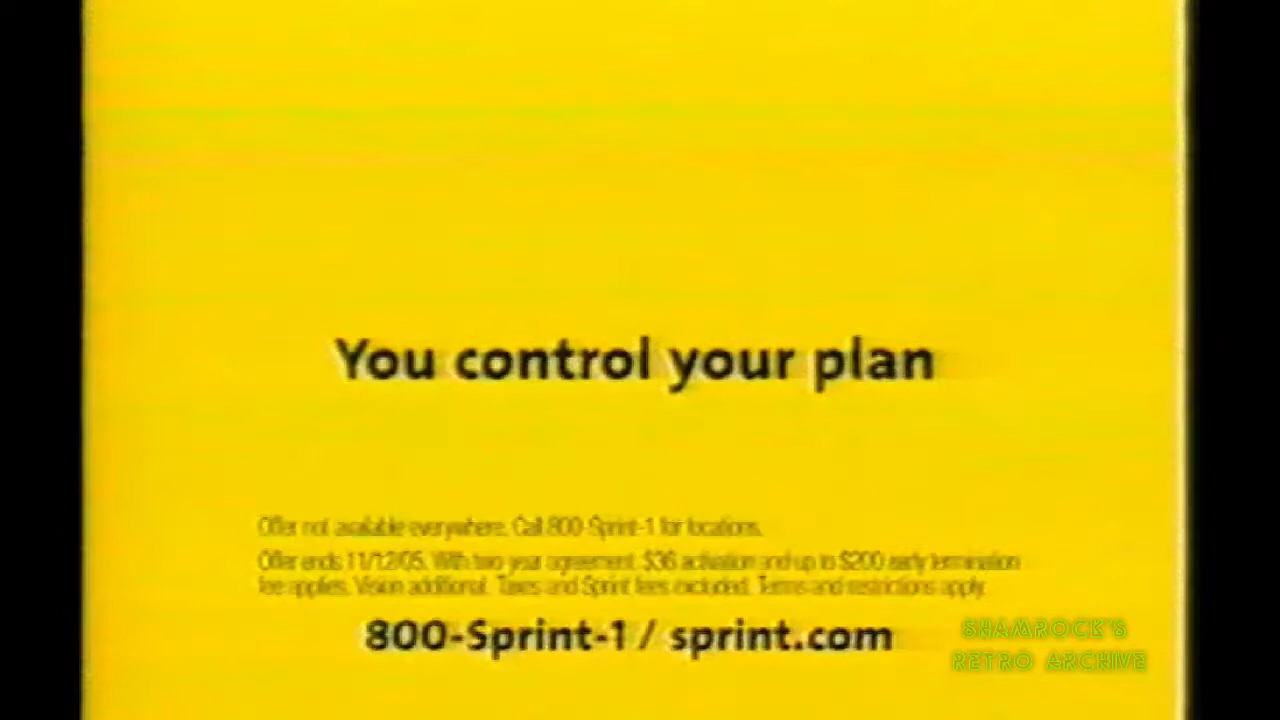 You control your plan
Offer not available everywhere. Call 800-Sprint-1 for locations.
Offer ends 11/12/05. With two year agreement. $36 activation and up to $200 early termination
fee applies. Vision additional. Taxes and Sprint fees excluded. Terms and restrictions apply.
800-Sprint-1 / sprint.com
SHAMROCK'S
RETRO ARCHIVE